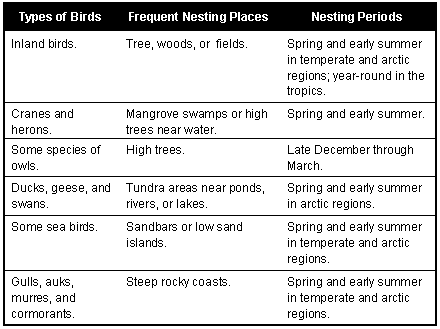 Types of Birds Frequent Nesting Places Nesting Periods
Inland birds. Tree, woods, or fields. Spring and early summer
in temperate and arctic
regions; year-round in the
tropics.
Cranes and Mangrove swamps or high Spring and early summer.
herons. trees near water.
Some species of High trees. Late December through
owls. March.
Ducks, geese, and Tundra areas near ponds, Spring and early summer
swans. rivers, or lakes. in arctic regions.
Some sea birds. Sandbars or low sand Spring and early summer
islands. in temperate and arctic
regions.
Gulls, auks, Steep rocky coasts. Spring and early summer
murres, and in temperate and arctic
cormorants. regions.